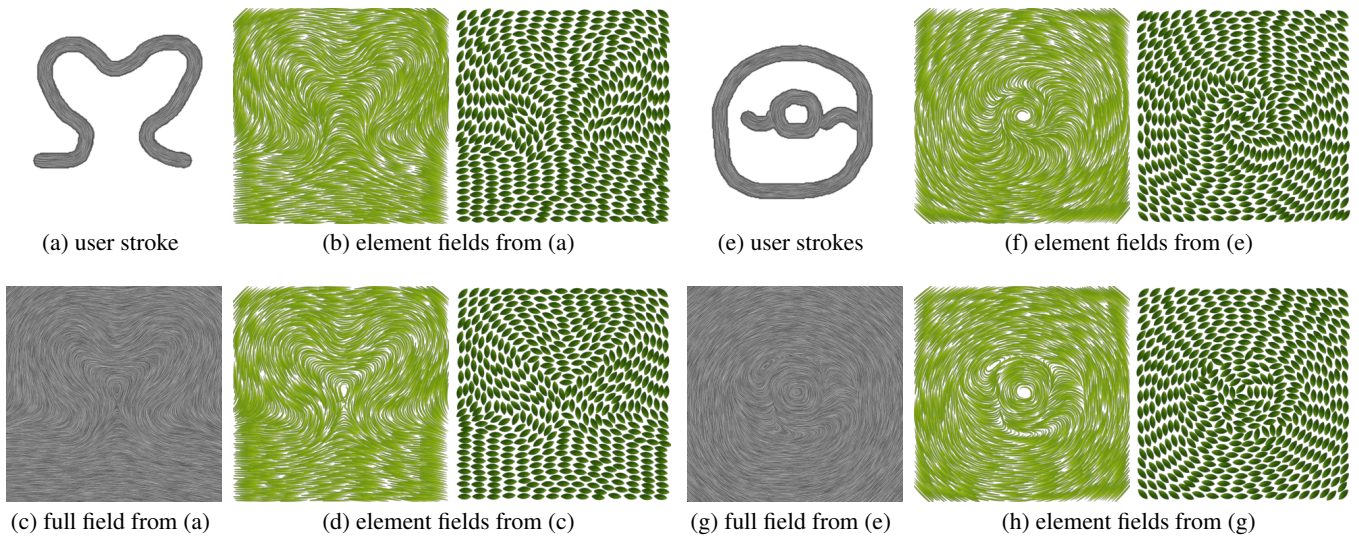 (a) user stroke
(b) element fields from (a)
(e) user strokes
(f) element fields from (e)
(c) full field from (a)
(d) element fields from (c)
(g) full field from (e)
(h) element fields from (g)